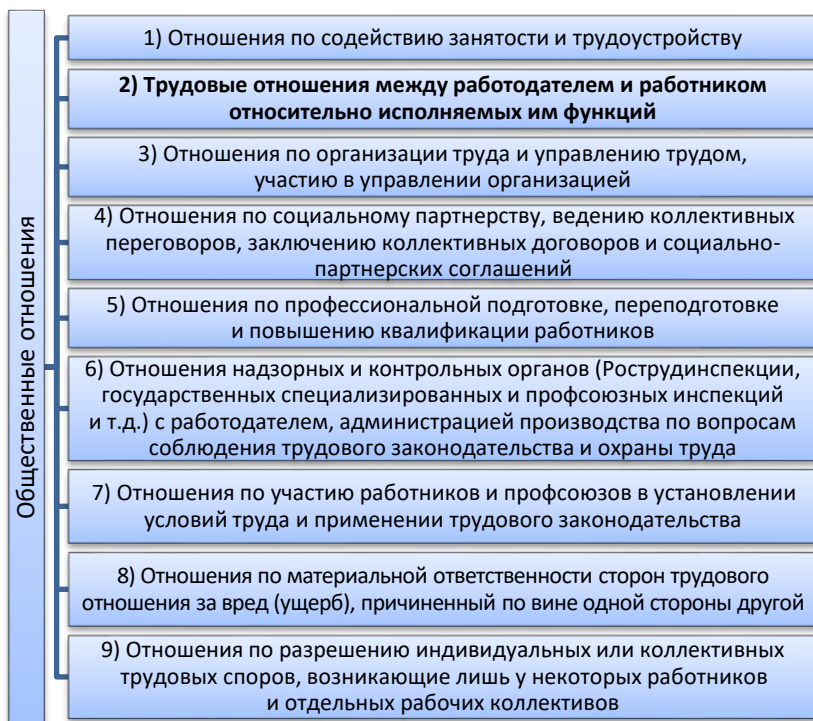 Общественные отношения
1) Отношения по содействию занятости и трудоустройству
2) Трудовые отношения между работодателем и работником
относительно исполняемых им функций
3) Отношения по организации труда и управлению трудом,
участию в управлении организацией
4) Отношения по социальному партнерству, ведению коллективных
переговоров, заключению коллективных договоров и социально-
партнерских соглашений
5) Отношения по профессиональной подготовке, переподготовке
и повышению квалификации работников
6) Отношения надзорных и контрольных органов (Рострудинспекции,
государственных специализированных и профсоюзных инспекций
и т.д.) с работодателем, администрацией производства по вопросам
соблюдения трудового законодательства и охраны труда
7) Отношения по участию работников и профсоюзов в установлении
условий труда и применении трудового законодательства
8) Отношения по материальной ответственности сторон трудового
отношения за вред (ущерб), причиненный по вине одной стороны другой
9) Отношения по разрешению индивидуальных или коллективных
трудовых споров, возникающие лишь у некоторых работников
и отдельных рабочих коллективов